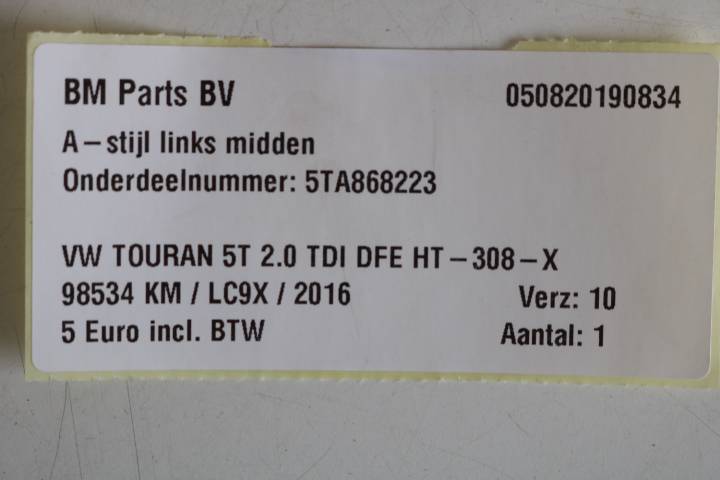 BM Parts BV 050820190834
A-stijl links midden
Onderdeelnummer: 5TA868223
VW TOURAN 5T 2.0 TDI DFE HT-308-X
98534 KM / LC9X / 2016 Verz: 10
5 Euro incl. BTW Aantal: 1